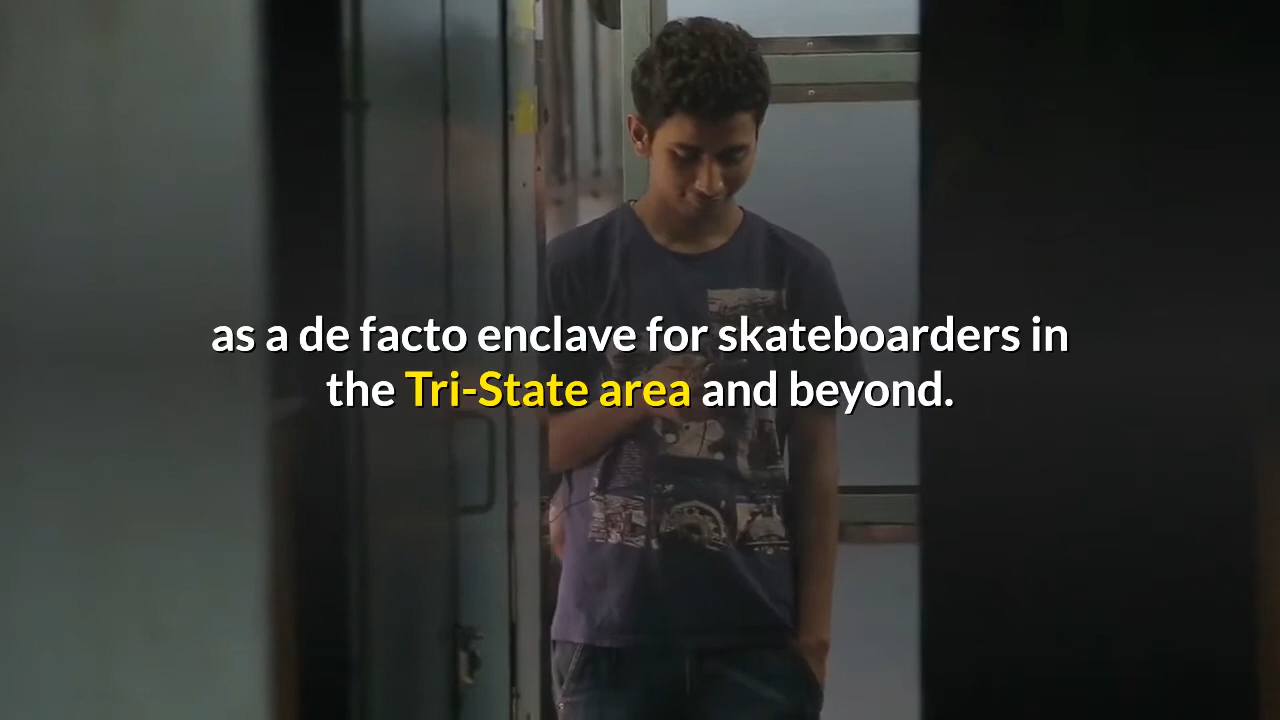 as a de facto enclave for skateboarders in
the Tri-State area and beyond.